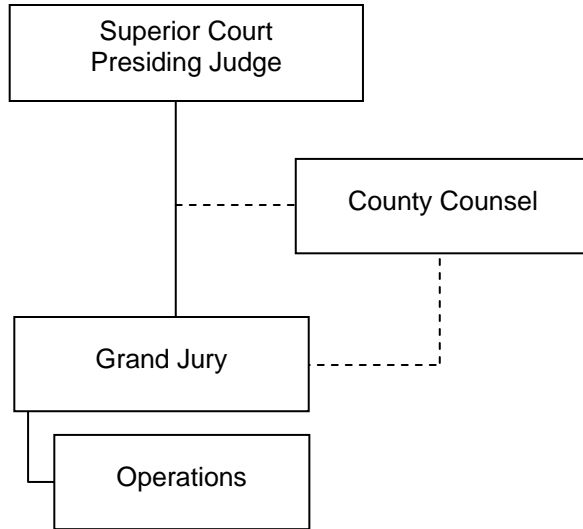 Superior Court
Presiding Judge
County Counsel
Grand Jury
Operations